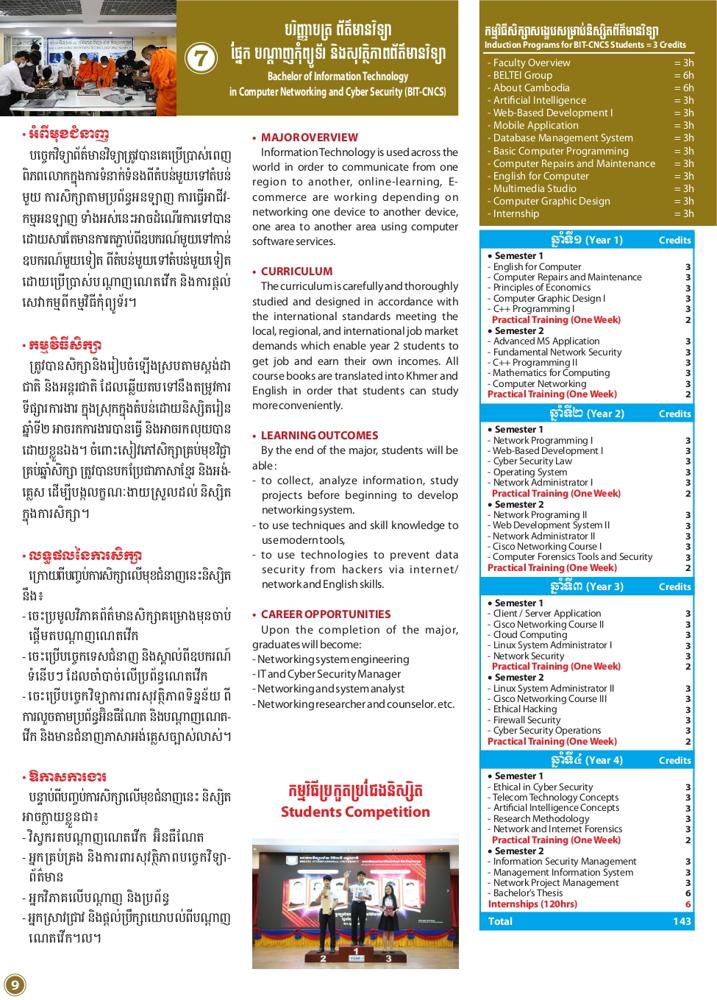 7
បរិញ្ញាបត្រ ព័ត៌មានវិទ្យា
ផ្នែក បណ្តាញកុំព្យូទ័រ និងសុវត្ថិភាពព័ត៌មានវិទ្យា
Bachelor of Information Technology
in Computer Networking and Cyber Security (BIT-CNCS)
• អំពីមុខជំនាញ
បច្ចេកវិទ្យាព័ត៌មានវិទ្យាត្រូវបានគេប្រើប្រាស់ពេញ
ពិភពលោកក្នុងការទំនាក់ទំនងពីតំបន់មួយទៅតំបន់
មួយ ការសិក្សាតាមប្រព័ន្ធអនឡាញ ការធ្វើអាជីវ-
កម្មអនឡាញ ទាំងអស់នេះអាចដំណើរការទៅបាន
ដោយសារតែមានការតភ្ជាប់ពីឧបករណ៍មួយទៅកាន់
ឧបករណ៍មួយទៀត ពីតំបន់មួយទៅតំបន់មួយទៀត
ដោយប្រើប្រាស់បណ្តាញណេតវើក និងការផ្តល់
សេវាកម្មពីកម្មវិធីកុំព្យូទ័រ។
• កម្មវិធីសិក្សា
ត្រូវបានសិក្សានិងរៀបចំឡើងស្របតាមស្តង់ដា
ជាតិ និងអន្តរជាតិ ដែលឆ្លើយតបទៅនឹងតម្រូវការ
ទីផ្សារការងារ ក្នុងស្រុកក្នុងតំបន់ដោយនិស្សិតរៀន
ឆ្នាំទី២ អាចរកការងារបានធ្វើ និងអាចរកលុយបាន
ដោយខ្លួនឯង។ ចំពោះសៀវភៅសិក្សាគ្រប់មុខវិជ្ជា
គ្រប់ឆ្នាំសិក្សា ត្រូវបានបកប្រែជាភាសាខ្មែរ និងអង់-
គ្លេស ដើម្បីបង្កលក្ខណៈងាយស្រួលដល់ និស្សិត
ក្នុងការសិក្សា។
• លទ្ធផលនៃការសិក្សា
ក្រោយពីបញ្ចប់ការសិក្សាលើមុខជំនាញនេះនិស្សិត
នឹង៖
- ចេះប្រមូលវិភាគព័ត៌មានសិក្សាគម្រោងមុនចាប់
ផ្តើមតបណ្តាញណេតវើក
- ចេះប្រើបច្ចេកទេសជំនាញ និងស្គាល់ពីឧបករណ៍
ទំនើបៗ ដែលចាំបាច់លើប្រព័ន្ធណេតវើក
- ចេះប្រើបច្ចេកវិទ្យាការពារសុវត្ថិភាពទិន្នន័យ ពី
ការលួចតាមប្រព័ន្ធអ៊ិនធឺណែត និងបណ្តាញណេត-
វើក និងមានជំនាញភាសាអង់គ្លេសច្បាស់លាស់។
• ឱកាសការងារ
បន្ទាប់ពីបញ្ចប់ការសិក្សាលើមុខជំនាញនេះ និស្សិត
អាចក្លាយខ្លួនជា៖
- វិស្វករតបណ្តាញណេតវើក អ៊ិនធឺណែត
- អ្នកគ្រប់គ្រង និងការពារសុវត្ថិភាពបច្ចេកវិទ្យា-
ព័ត៌មាន
- អ្នកវិភាគលើបណ្តាញ និងប្រព័ន្ធ
- អ្នកស្រាវជ្រាវ និងផ្តល់ប្រឹក្សាយោបល់ពីបណ្តាញ
ណេតវើក។ល។
• MAJOR OVERVIEW
Information Technology is used across the
world in order to communicate from one
region to another, online-learning, E-
commerce are working depending on
networking one device to another device,
one area to another area using computer
software services.
• CURRICULUM
The curriculum is carefully and thoroughly
studied and designed in accordance with
the international standards meeting the
local, regional, and international job market
demands which enable year 2 students to
get job and earn their own incomes. All
course books are translated into Khmer and
English in order that students can study
more conveniently.
• LEARNING OUTCOMES
By the end of the major, students will be
able :
- to collect, analyze information, study
projects before beginning to develop
networking system.
- to use techniques and skill knowledge to
use modern tools,
- to use technologies to prevent data
security from hackers via internet/
network and English skills.
• CAREER OPPORTUNITIES
Upon the completion of the major,
graduates will become:
- Networking system engineering
- IT and Cyber Security Manager
- Networking and system analyst
- Networking researcher and counselor. etc.
កម្មវិធីប្រកួតប្រជែងនិស្សិត
Students Competition
2
1
YEAR 1
3
កម្មវិធីសិក្សាសង្ខេបសម្រាប់និស្សិតព័ត៌មានវិទ្យា
Induction Programs for BIT-CNCS Students = 3 Credits
- Faculty Overview = 3h
- BELTEI Group = 6h
- About Cambodia = 6h
- Artificial Intelligence = 3h
- Web-Based Development I = 3h
- Mobile Application = 3h
- Database Management System = 3h
- Basic Computer Programming = 3h
- Computer Repairs and Maintenance = 3h
- English for Computer = 3h
- Multimedia Studio = 3h
- Computer Graphic Design = 3h
- Internship = 3h
ឆ្នាំទី១ (Year 1) Credits
• Semester 1
- English for Computer 3
- Computer Repairs and Maintenance 3
- Principles of Economics 3
- Computer Graphic Design I 3
- C++ Programming I 3
Practical Training (One Week) 2
• Semester 2
- Advanced MS Application 3
- Fundamental Network Security 3
- C++ Programming II 3
- Mathematics for Computing 3
- Computer Networking 3
Practical Training (One Week) 2
ឆ្នាំទី២ (Year 2) Credits
• Semester 1
- Network Programming I 3
- Web-Based Development I 3
- Cyber Security Law 3
- Operating System 3
- Network Administrator I 3
Practical Training (One Week) 2
• Semester 2
- Network Programing II 3
- Web Development System II 3
- Network Administrator II 3
- Cisco Networking Course I 3
- Computer Forensics Tools and Security 3
Practical Training (One Week) 2
ឆ្នាំទី៣ (Year 3) Credits
• Semester 1
- Client / Server Application 3
- Cisco Networking Course II 3
- Cloud Computing 3
- Linux System Administrator I 3
- Network Security 3
Practical Training (One Week) 2
• Semester 2
- Linux System Administrator II 3
- Cisco Networking Course III 3
- Ethical Hacking 3
- Firewall Security 3
- Cyber Security Operations 3
Practical Training (One Week) 2
ឆ្នាំទី៤ (Year 4) Credits
• Semester 1
- Ethical in Cyber Security 3
- Telecom Technology Concepts 3
- Artificial Intelligence Concepts 3
- Research Methodology 3
- Network and Internet Forensics 3
Practical Training (One Week) 2
• Semester 2
- Information Security Management 3
- Management Information System 3
- Network Project Management 3
- Bachelor's Thesis 6
Internships (120hrs) 6
Total 143
9